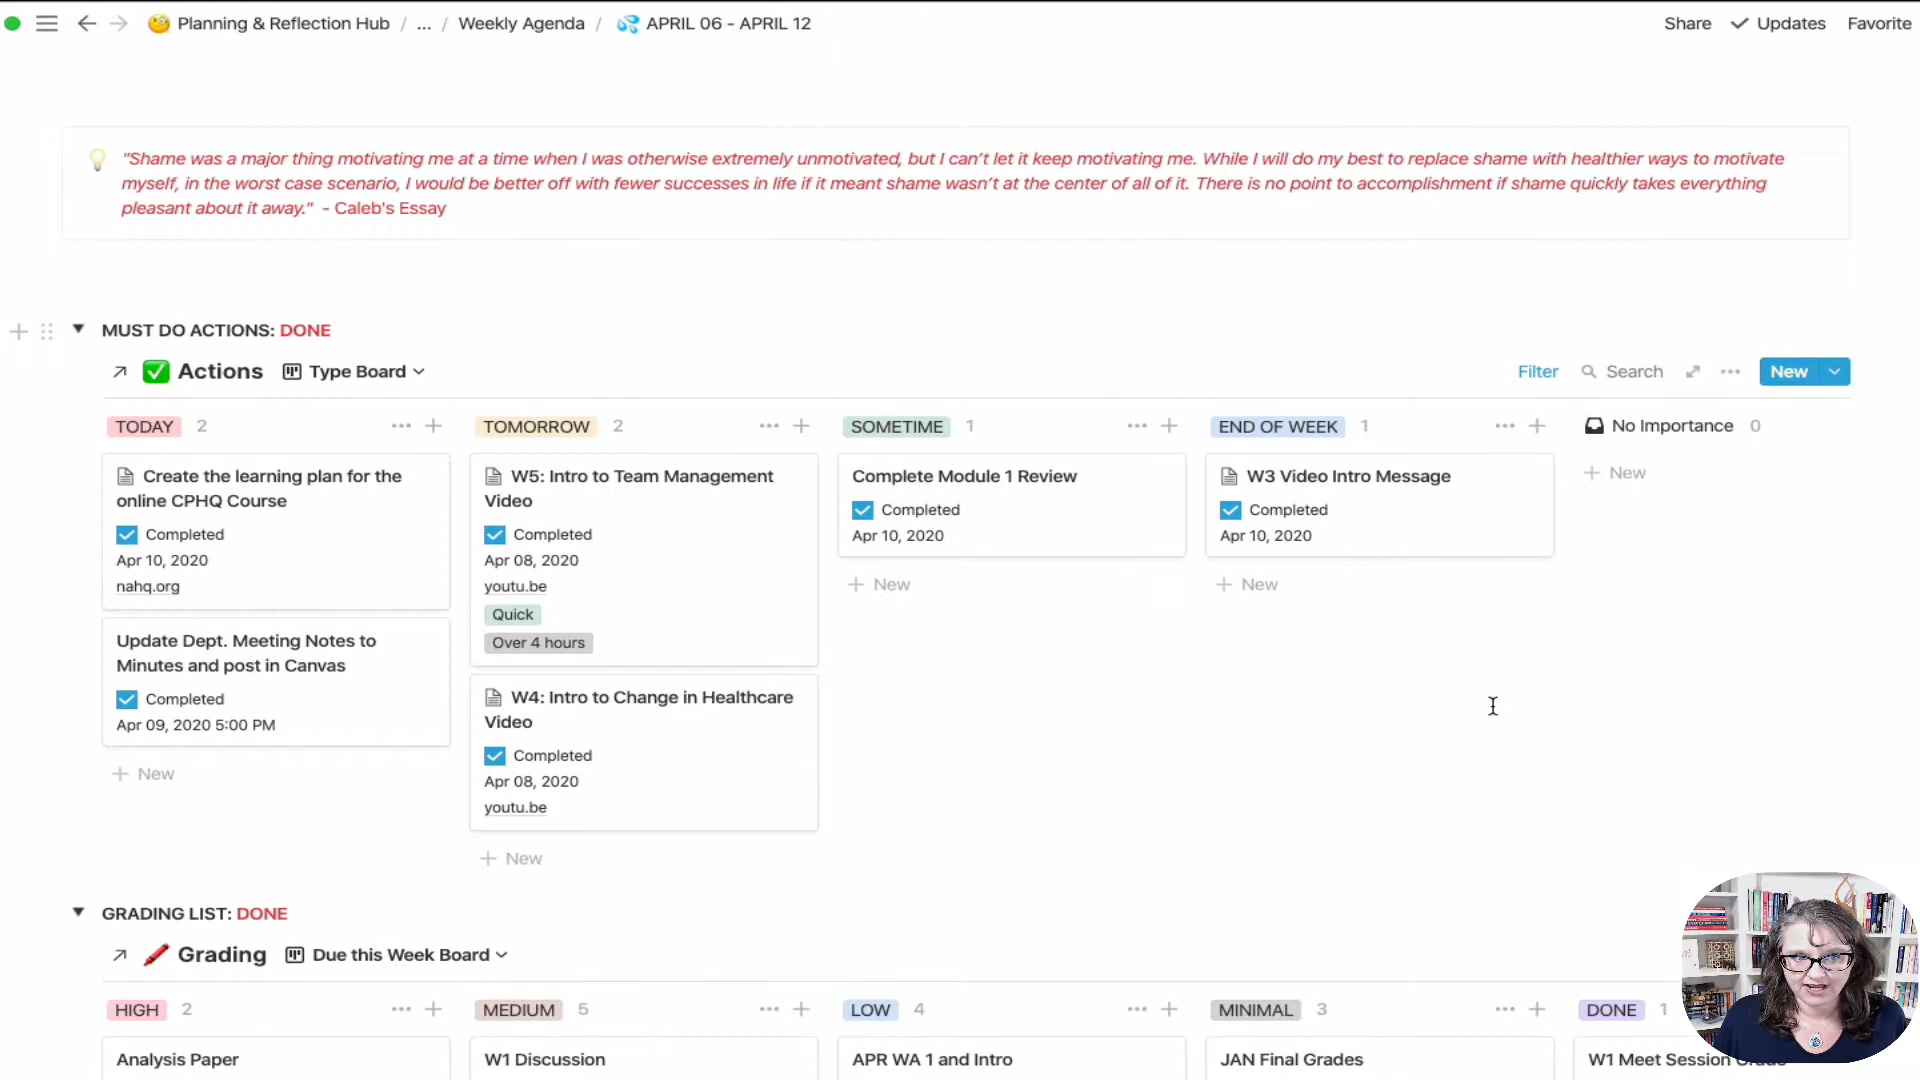 Planning & Reflection Hub / ... / Weekly Agenda / APRIL 06 - APRIL 12
Share Updates Favorite
"Shame was a major thing motivating me at a time when I was otherwise extremely unmotivated, but I can't let it keep motivating me. While I will do my best to replace shame with healthier ways to motivate
myself, in the worst case scenario, I would be better off with fewer successes in life if it meant shame wasn't at the center of all of it. There is no point to accomplishment if shame quickly takes everything
pleasant about it away." - Caleb's Essay
MUST DO ACTIONS: DONE
Actions Type Board
Filter Search ... New
TODAY 2
Create the learning plan for the
online CPHQ Course
Completed
Apr 10, 2020
nahq.org
Update Dept. Meeting Notes to
Minutes and post in Canvas
Completed
Apr 09, 2020 5:00 PM
New
TOMORROW 2
W5: Intro to Team Management
Video
Completed
Apr 08, 2020
youtu.be
Quick
Over 4 hours
W4: Intro to Change in Healthcare
Video
Completed
Apr 08, 2020
youtu.be
New
SOMETIME 1
Complete Module 1 Review
Completed
Apr 10, 2020
New
END OF WEEK 1
W3 Video Intro Message
Completed
Apr 10, 2020
New
No Importance 0
New
GRADING LIST: DONE
Grading Due this Week Board
HIGH 2
Analysis Paper
MEDIUM 5
W1 Discussion
LOW 4
APR WA 1 and Intro
MINIMAL 3
JAN Final Grades
DONE 1
W1 Meet Session